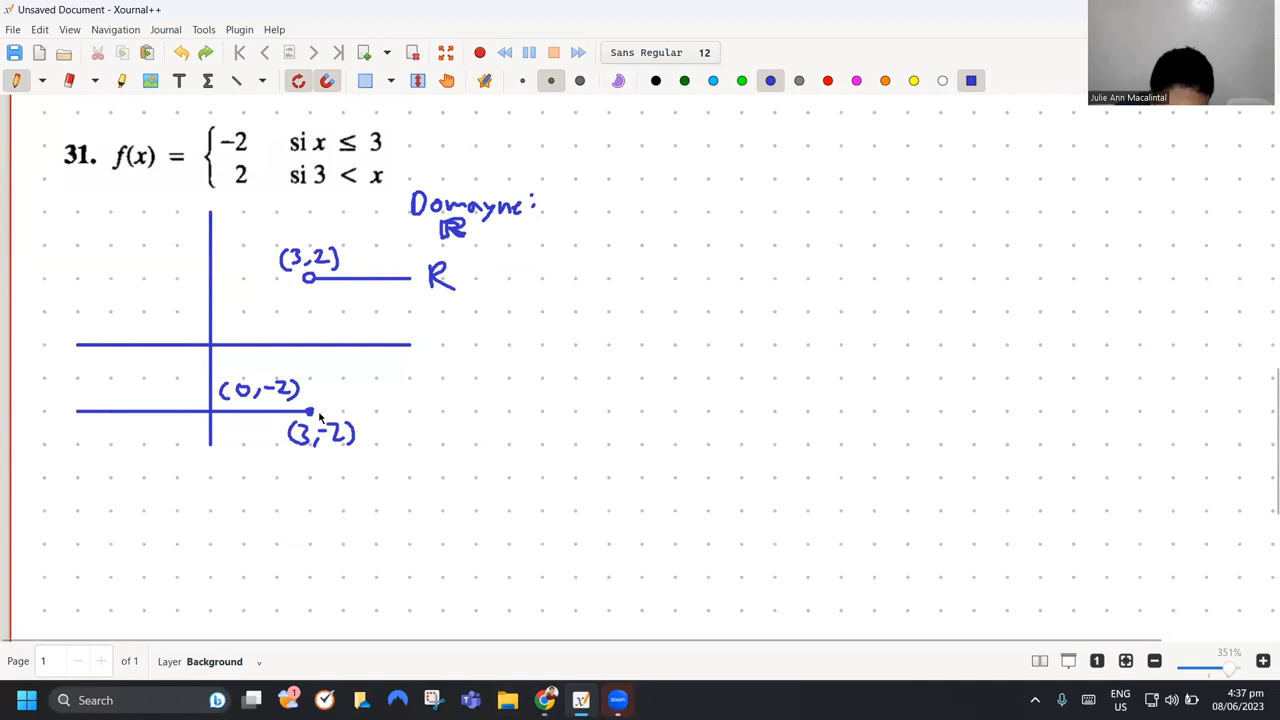 Unsaved Document - Xournal++
File Edit View Navigation Journal Tools Plugin Help
Sans Regular 12
Julie Ann Macalintal
31. f(x) = { -2 si x ≤ 3
2 si 3 < x
Domayne:
ℝ
(3,2)
R
(0,-2)
(3,-2)
Page 1 of 1 Layer Background
351%
Search
1
zoom
ENG
US
4:37 pm
08/06/2023